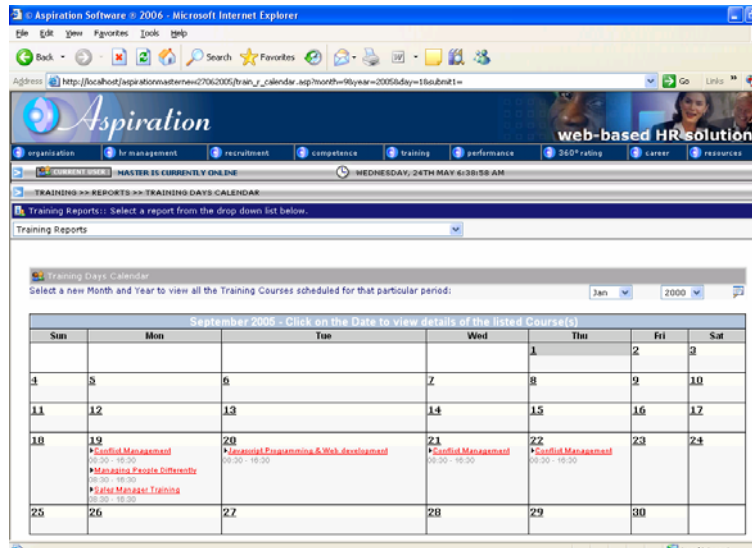 © Aspiration Software © 2006 - Microsoft Internet Explorer
File Edit View Favorites Tools Help
Back Search Favorites
Address http://localhost/aspirationmasternew27062005/train_r_calendar.asp?month=9&year=2005&day=1&submit1= Go Links »
Aspiration
web-based HR solution
organisation hr management recruitment competence training performance 360° rating career resources
CURRENT USER MASTER IS CURRENTLY ONLINE WEDNESDAY, 24TH MAY 6:38:58 AM
TRAINING >> REPORTS >> TRAINING DAYS CALENDAR
Training Reports:: Select a report from the drop down list below.
Training Reports
Training Days Calendar
Select a new Month and Year to view all the Training Courses scheduled for that particular period: Jan 2000
September 2005 - Click on the Date to view details of the listed Course(s)
Sun Mon Tue Wed Thu Fri Sat
1 2 3
4 5 6 7 8 9 10
11 12 13 14 15 16 17
18 19 20 21 22 23 24
Conflict Management Javascript Programming & Web development Conflict Management Conflict Management
08:30 - 16:30 08:30 - 16:30 08:30 - 16:30 08:30 - 16:30
Managing People Differently
08:30 - 16:30
Sales Manager Training
08:30 - 16:30
25 26 27 28 29 30